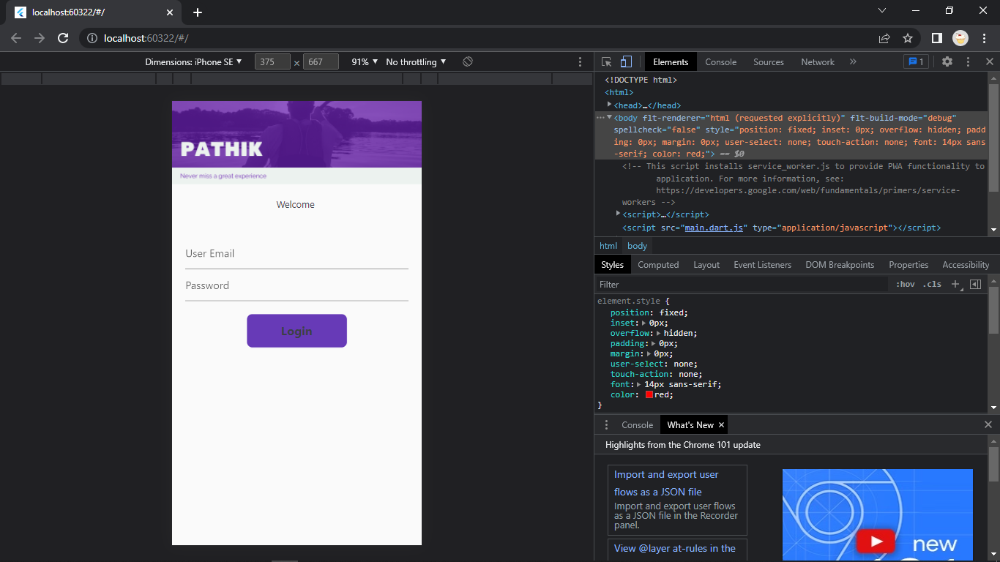 localhost:60322/#/
localhost:60322/#/
Dimensions: iPhone SE ▼ 375 × 667 91% ▼ No throttling ▼
PATHIK
Never miss a great experience
Welcome
User Email
Password
Login
Elements Console Sources Network » 1
<!DOCTYPE html>
<html>
<head>…</head>
<body flt-renderer="html (requested explicitly)" flt-build-mode="debug"
spellcheck="false" style="position: fixed; inset: 0px; overflow: hidden; padd
ing: 0px; margin: 0px; user-select: none; touch-action: none; font: 14px sans
-serif; color: red;"> == $0
<!-- This script installs service_worker.js to provide PWA functionality to
application. For more information, see:
https://developers.google.com/web/fundamentals/primers/service-
workers -->
<script>…</script>
<script src="main.dart.js" type="application/javascript"></script>
html body
Styles Computed Layout Event Listeners DOM Breakpoints Properties Accessibility
Filter :hov .cls +
element.style {
position: fixed;
inset: 0px;
overflow: hidden;
padding: 0px;
margin: 0px;
user-select: none;
touch-action: none;
font: 14px sans-serif;
color: red;
}
Console What's New ×
Highlights from the Chrome 101 update
Import and export user
flows as a JSON file
Import and export user flows
as a JSON file in the Recorder
panel.
View @layer at-rules in the
new